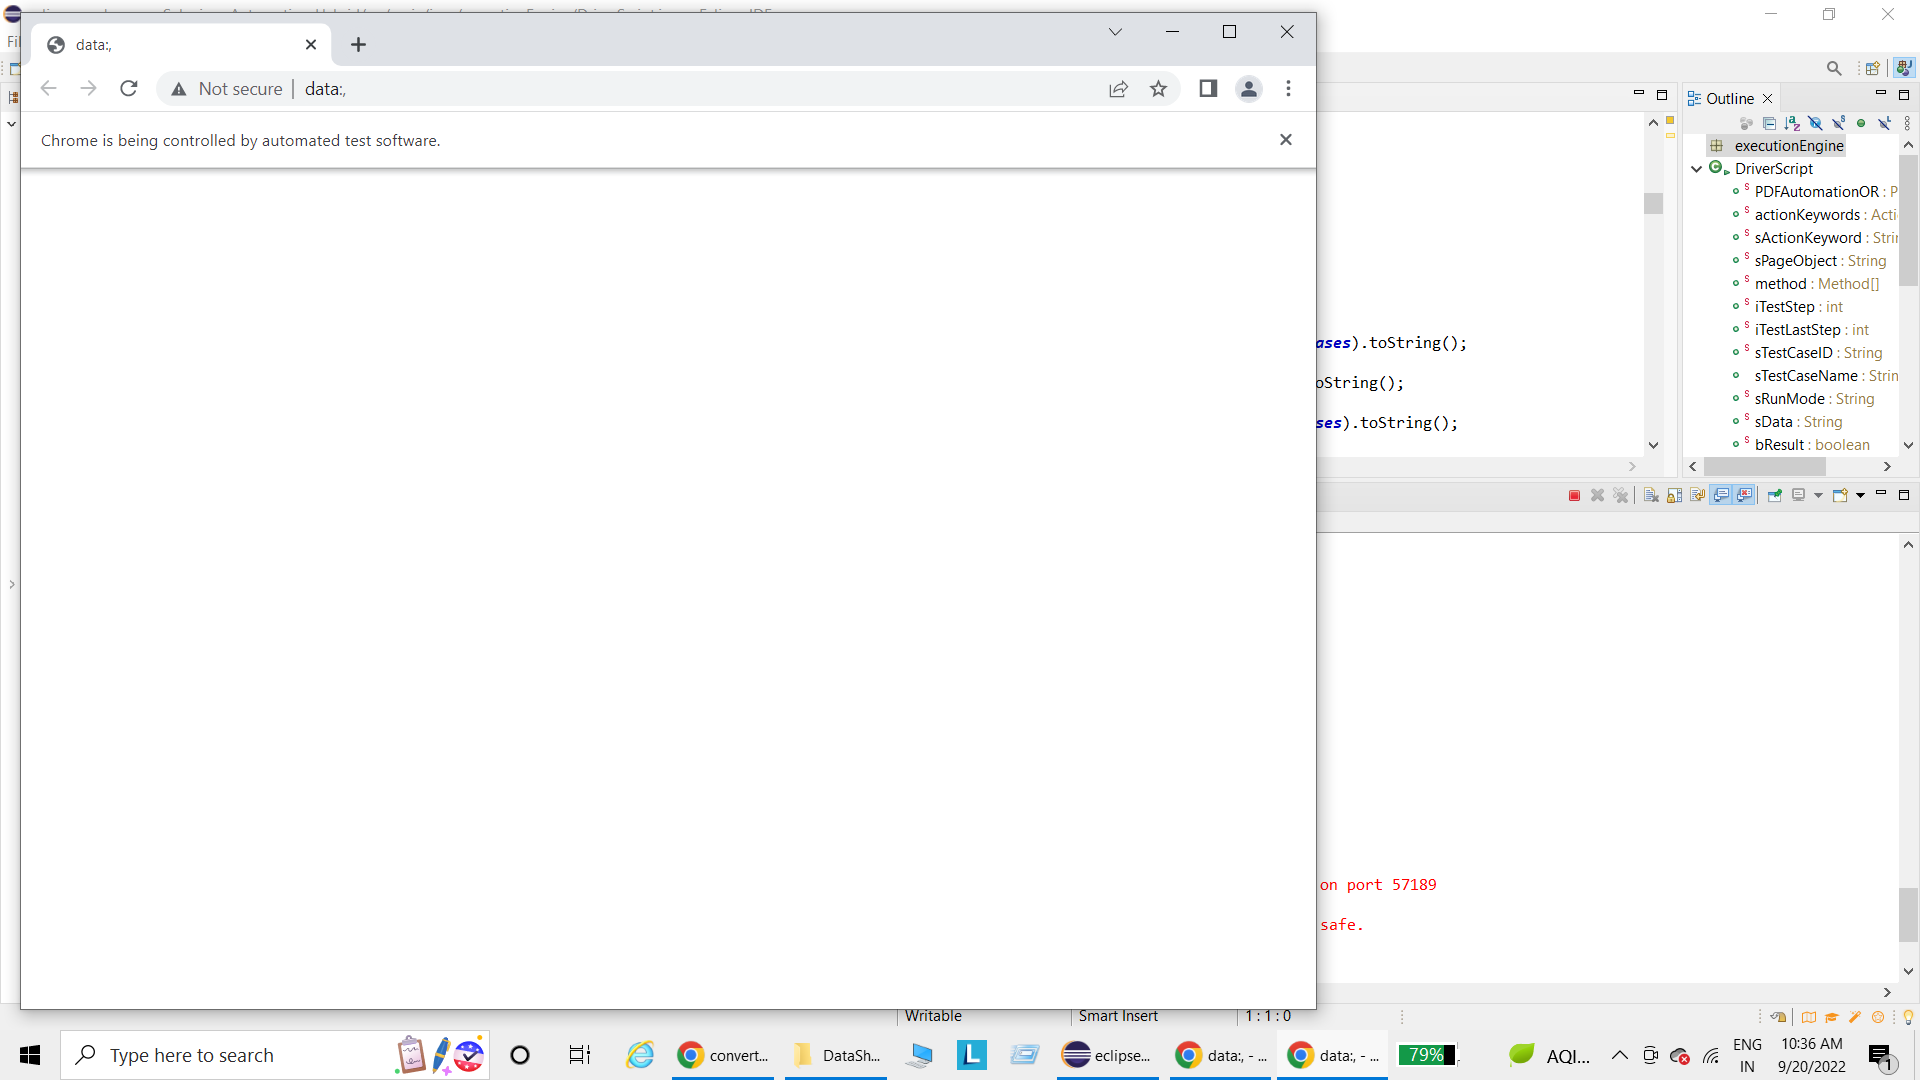 data:,
Not secure
data:,
Chrome is being controlled by automated test software.
Outline
executionEngine
DriverScript
PDFAutomationOR : P
actionKeywords : Acti
sActionKeyword : Strin
sPageObject : String
method : Method[]
iTestStep : int
iTestLastStep : int
sTestCaseID : String
sTestCaseName : Strin
sRunMode : String
sData : String
bResult : boolean
ases).toString();
oString();
ses).toString();
on port 57189
safe.
Writable
Smart Insert
1 : 1 : 0
Type here to search
convert...
DataSh...
eclipse...
data:, - ...
data:, - ...
79%
AQI...
ENG
IN
10:36 AM
9/20/2022
1